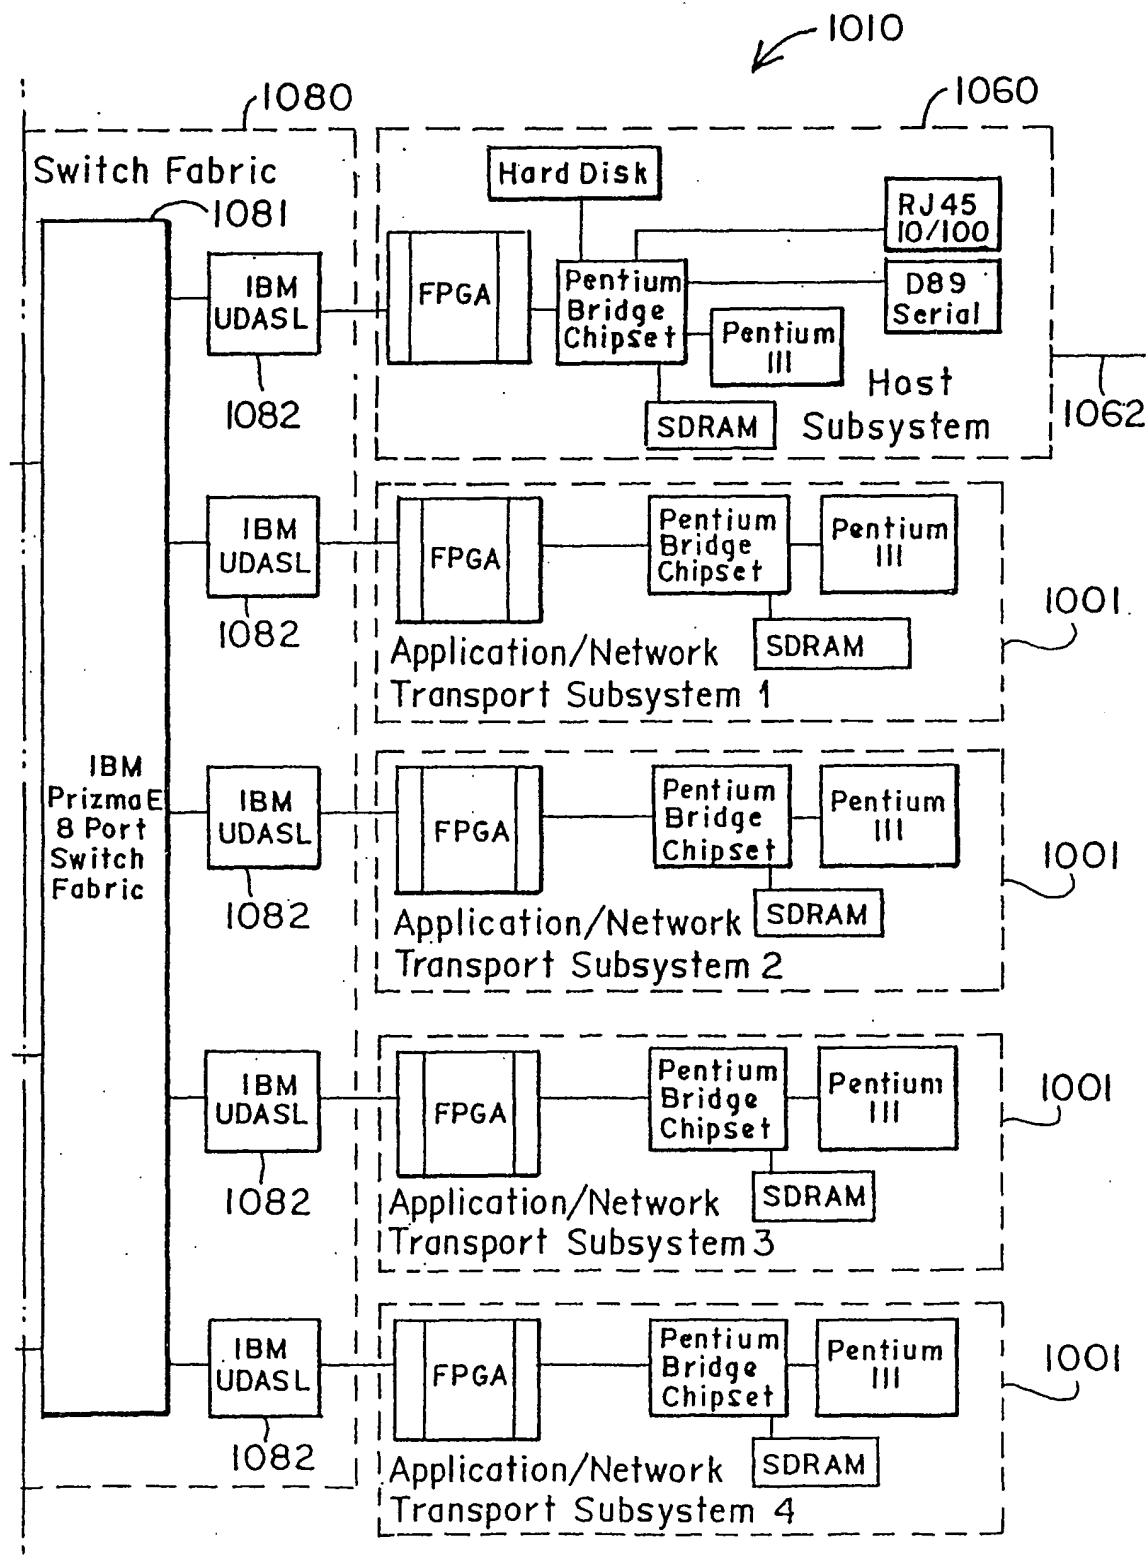 1010
1080
1060
Switch Fabric
1081
Hard Disk
RJ45
10/100
IBM
UDASL
FPGA
Pentium
Bridge
Chipset
D89
Serial
Pentium
III
Host
Subsystem
1062
1082
SDRAM
IBM
UDASL
FPGA
Pentium
Bridge
Chipset
Pentium
III
1001
1082
SDRAM
Application/Network
Transport Subsystem 1
IBM
PrizmaE
8 Port
Switch
Fabric
IBM
UDASL
FPGA
Pentium
Bridge
Chipset
Pentium
III
1001
1082
SDRAM
Application/Network
Transport Subsystem 2
IBM
UDASL
FPGA
Pentium
Bridge
Chipset
Pentium
III
1001
1082
SDRAM
Application/Network
Transport Subsystem 3
IBM
UDASL
FPGA
Pentium
Bridge
Chipset
Pentium
III
1001
1082
SDRAM
Application/Network
Transport Subsystem 4